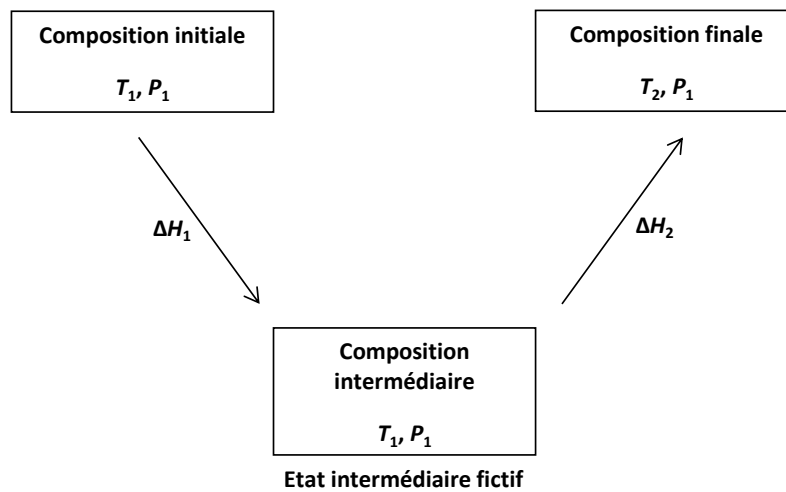 Composition initiale
T₁, P₁
Composition finale
T₂, P₁
ΔH₁
ΔH₂
Composition
intermédiaire
T₁, P₁
Etat intermédiaire fictif